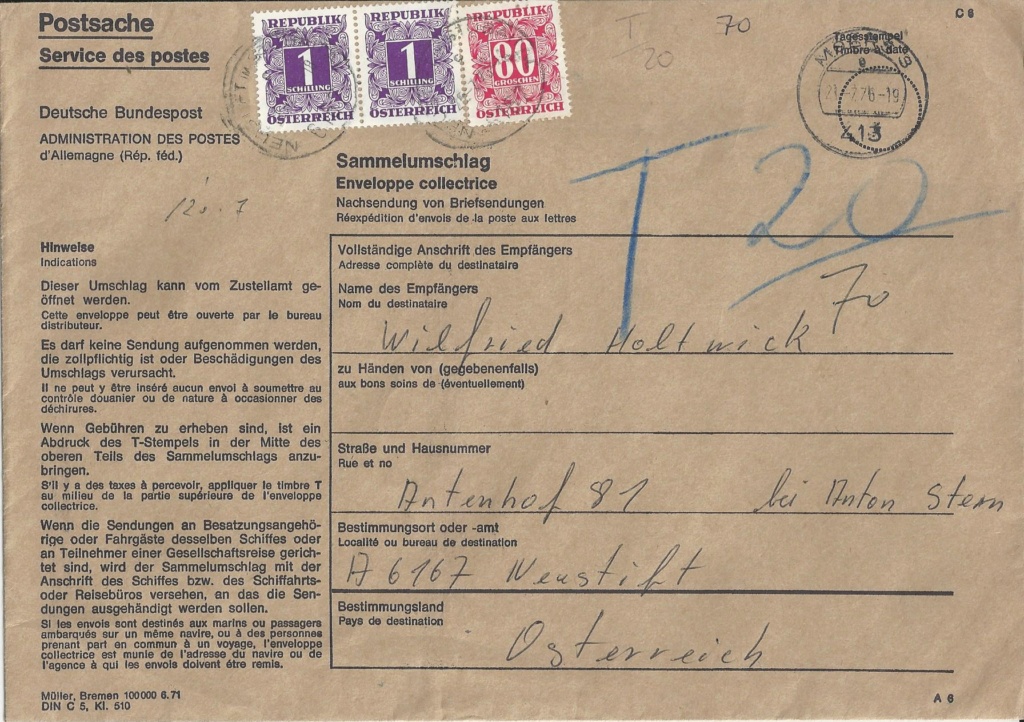 Postsache
Service des postes
Deutsche Bundespost
ADMINISTRATION DES POSTES
d'Allemagne (Rép. féd.)
REPUBLIK
1
SCHILLING
ÖSTERREICH
REPUBLIK
1
SCHILLING
ÖSTERREICH
REPUBLIK
80
GROSCHEN
ÖSTERREICH
T 70
20
C 6
Tagesstempel
Timbre à date
413
Sammelumschlag
Enveloppe collectrice
Nachsendung von Briefsendungen
Réexpédition d'envois de la poste aux lettres
T 20
70
Hinweise
Indications
Dieser Umschlag kann vom Zustellamt ge-
öffnet werden.
Cette enveloppe peut être ouverte par le bureau
distributeur.
Es darf keine Sendung aufgenommen werden,
die zollpflichtig ist oder Beschädigungen des
Umschlags verursacht.
Il ne peut y être inséré aucun envoi à soumettre au
contrôle douanier ou de nature à occasionner des
déchirures.
Wenn Gebühren zu erheben sind, ist ein
Abdruck des T-Stempels in der Mitte des
oberen Teils des Sammelumschlags anzu-
bringen.
S'il y a des taxes à percevoir, appliquer le timbre T
au milieu de la partie supérieure de l'enveloppe
collectrice.
Wenn die Sendungen an Besatzungsangehö-
rige oder Fahrgäste desselben Schiffes oder
an Teilnehmer einer Gesellschaftsreise gerich-
tet sind, wird der Sammelumschlag mit der
Anschrift des Schiffes bzw. des Schiffahrts-
oder Reisebüros versehen, an das die Sen-
dungen ausgehändigt werden sollen.
Si les envois sont destinés aux marins ou passagers
embarqués sur un même navire, ou à des personnes
prenant part en commun à un voyage, l'enveloppe
collectrice est munie de l'adresse du navire ou de
l'agence à qui les envois doivent être remis.
Vollständige Anschrift des Empfängers
Adresse complète du destinataire
Name des Empfängers
Nom du destinataire
Wilfried Holtwick
zu Händen von (gegebenenfalls)
aux bons soins de (éventuellement)
Straße und Hausnummer
Rue et no
Antenhof 81 bei Anton Stern
Bestimmungsort oder -amt
Localité ou bureau de destination
A 6167 Neustift
Bestimmungsland
Pays de destination
Österreich
Müller, Bremen 100000 6.71
DIN C 5, Kl. 510
A 6